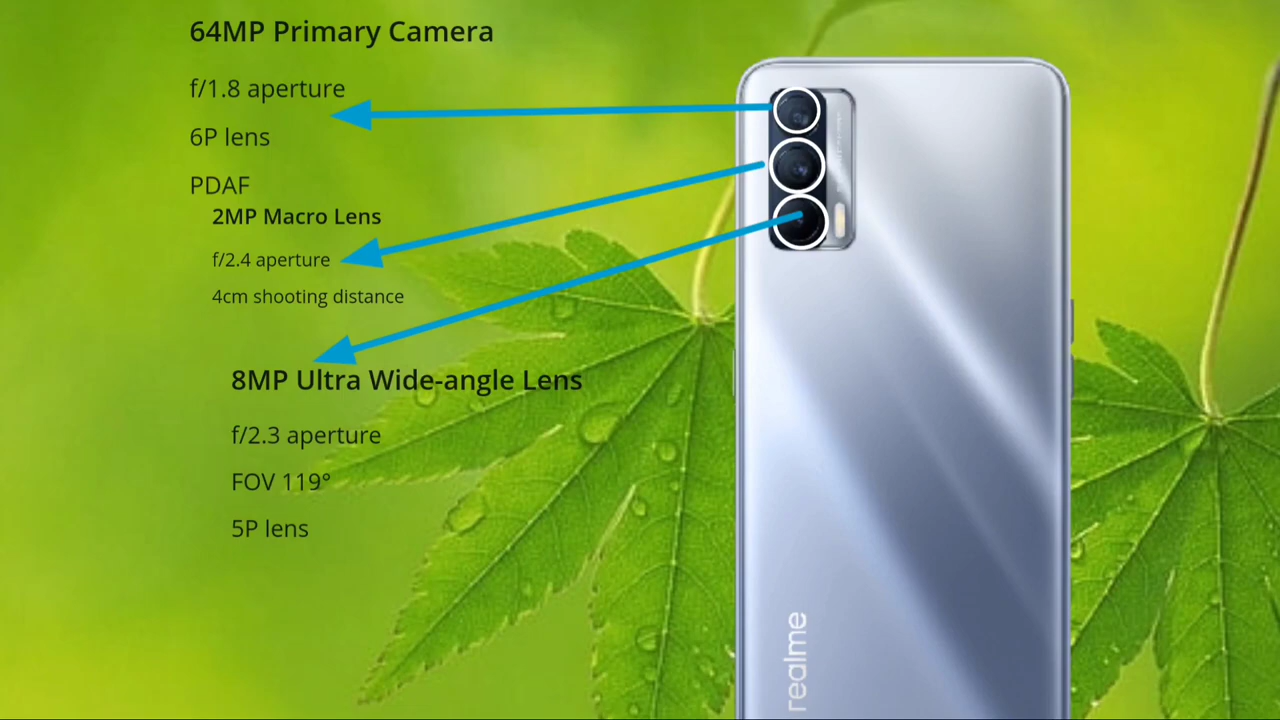 64MP Primary Camera
f/1.8 aperture
6P lens
PDAF
2MP Macro Lens
f/2.4 aperture
4cm shooting distance
8MP Ultra Wide-angle Lens
f/2.3 aperture
FOV 119°
5P lens
realme